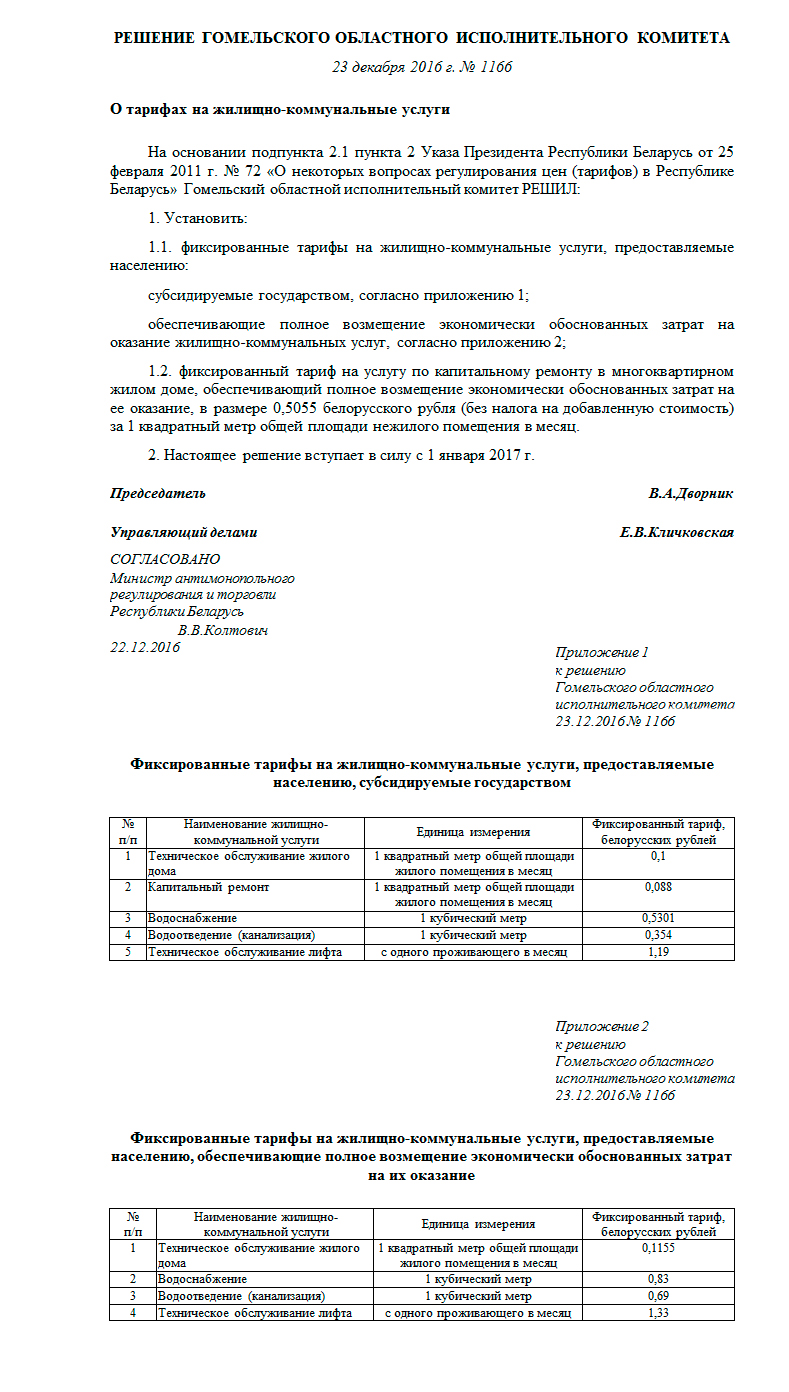 РЕШЕНИЕ ГОМЕЛЬСКОГО ОБЛАСТНОГО ИСПОЛНИТЕЛЬНОГО КОМИТЕТА
23 декабря 2016 г. № 1166
О тарифах на жилищно-коммунальные услуги
На основании подпункта 2.1 пункта 2 Указа Президента Республики Беларусь от 25
февраля 2011 г. № 72 «О некоторых вопросах регулирования цен (тарифов) в Республике
Беларусь» Гомельский областной исполнительный комитет РЕШИЛ:
1. Установить:
1.1. фиксированные тарифы на жилищно-коммунальные услуги, предоставляемые
населению:
субсидируемые государством, согласно приложению 1;
обеспечивающие полное возмещение экономически обоснованных затрат на
оказание жилищно-коммунальных услуг, согласно приложению 2;
1.2. фиксированный тариф на услугу по капитальному ремонту в многоквартирном
жилом доме, обеспечивающий полное возмещение экономически обоснованных затрат на
ее оказание, в размере 0,5055 белорусского рубля (без налога на добавленную стоимость)
за 1 квадратный метр общей площади нежилого помещения в месяц.
2. Настоящее решение вступает в силу с 1 января 2017 г.
Председатель В.А.Дворник
Управляющий делами Е.В.Кличковская
СОГЛАСОВАНО
Министр антимонопольного
регулирования и торговли
Республики Беларусь
В.В.Колтович
22.12.2016
Приложение 1
к решению
Гомельского областного
исполнительного комитета
23.12.2016 № 1166
Фиксированные тарифы на жилищно-коммунальные услуги, предоставляемые
населению, субсидируемые государством
№ Наименование жилищно- Единица измерения Фиксированный тариф,
п/п коммунальной услуги белорусских рублей
1 Техническое обслуживание жилого 1 квадратный метр общей площади 0,1
дома жилого помещения в месяц
2 Капитальный ремонт 1 квадратный метр общей площади 0,088
жилого помещения в месяц
3 Водоснабжение 1 кубический метр 0,5301
4 Водоотведение (канализация) 1 кубический метр 0,354
5 Техническое обслуживание лифта с одного проживающего в месяц 1,19
Приложение 2
к решению
Гомельского областного
исполнительного комитета
23.12.2016 № 1166
Фиксированные тарифы на жилищно-коммунальные услуги, предоставляемые
населению, обеспечивающие полное возмещение экономически обоснованных затрат
на их оказание
№ Наименование жилищно- Единица измерения Фиксированный тариф,
п/п коммунальной услуги белорусских рублей
1 Техническое обслуживание жилого 1 квадратный метр общей площади 0,1155
дома жилого помещения в месяц
2 Водоснабжение 1 кубический метр 0,83
3 Водоотведение (канализация) 1 кубический метр 0,69
4 Техническое обслуживание лифта с одного проживающего в месяц 1,33